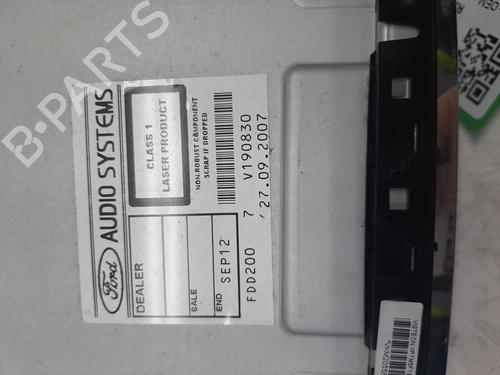 Ford AUDIO SYSTEMS
CLASS 1
LASER PRODUCT
NON-ROBUST COMPONENT
SCRAP IF DROPPED
V190830
27.09.2007
DEALER
SALE
END SEP12
FDD200 7
B-PARTS